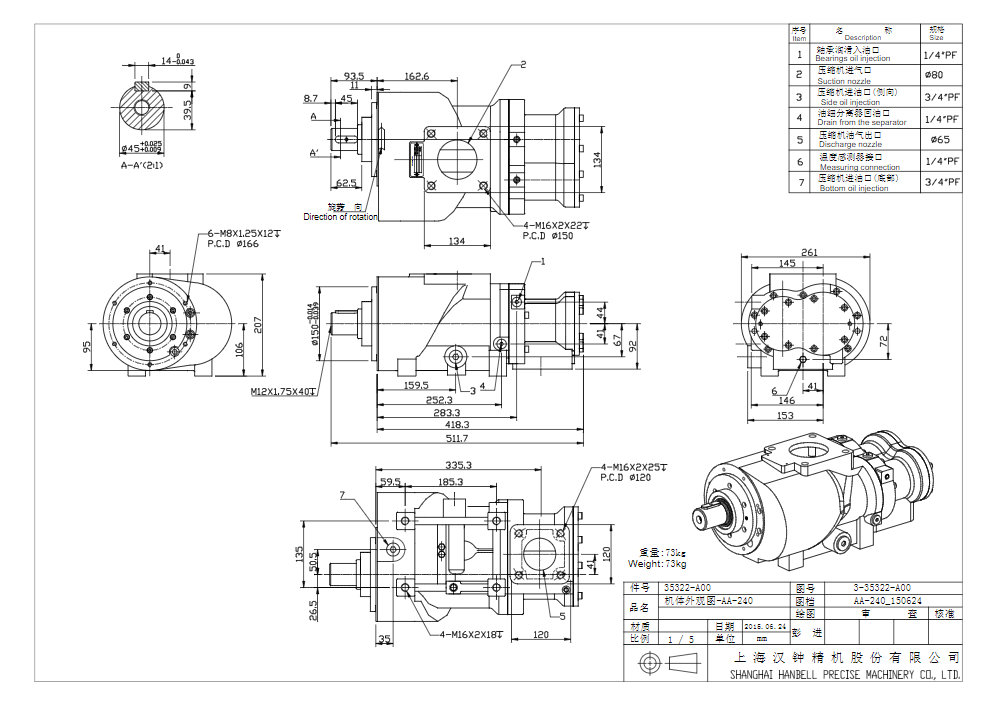 序号 名 称 规格
Item Description Size
1 轴承润滑入油口 1/4"PF
Bearings oil injection
2 压缩机进气口 Ø80
Suction nozzle
3 压缩机进油口(侧向) 3/4"PF
Side oil injection
4 油细分离器回油口 1/4"PF
Drain from the separator
5 压缩机油气出口 Ø65
Discharge nozzle
6 温度感测器接口 1/4"PF
Measuring connection
7 压缩机进油口(底部) 3/4"PF
Bottom oil injection
14-0.043
0
9
39.5
Ø45+0.025
+0.009
A-A'(2:1)
93.5 162.6
11
8.7 45
A
A'
62.5
2
134
旋转 向
Direction of rotation
4-M16X2X22
P.C.D Ø150
134
6-M8X1.25X12
P.C.D Ø166
41
95
106
207
1
Ø150-0.014
-0.039
44
41
67
92
M12X1.75X40
159.5
3
4
252.3
283.3
418.3
511.7
261
145
72
6
41
146
153
335.3
59.5 185.3
7
4-M16X2X25
P.C.D Ø120
135
50.5
26.5
41
120
5
35
4-M16X2X18
120
重量:73kg
Weight:73kg
件号 35322-A00 图号 3-35322-A00
品名 机体外观图-AA-240 图档 AA-240_150624
绘图 审 查 核准
材质 日期 2015.06.24 彭 进
比例 1 / 5 单位 mm
上海汉钟精机股份有限公司
SHANGHAI HANBELL PRECISE MACHINERY CO., LTD.